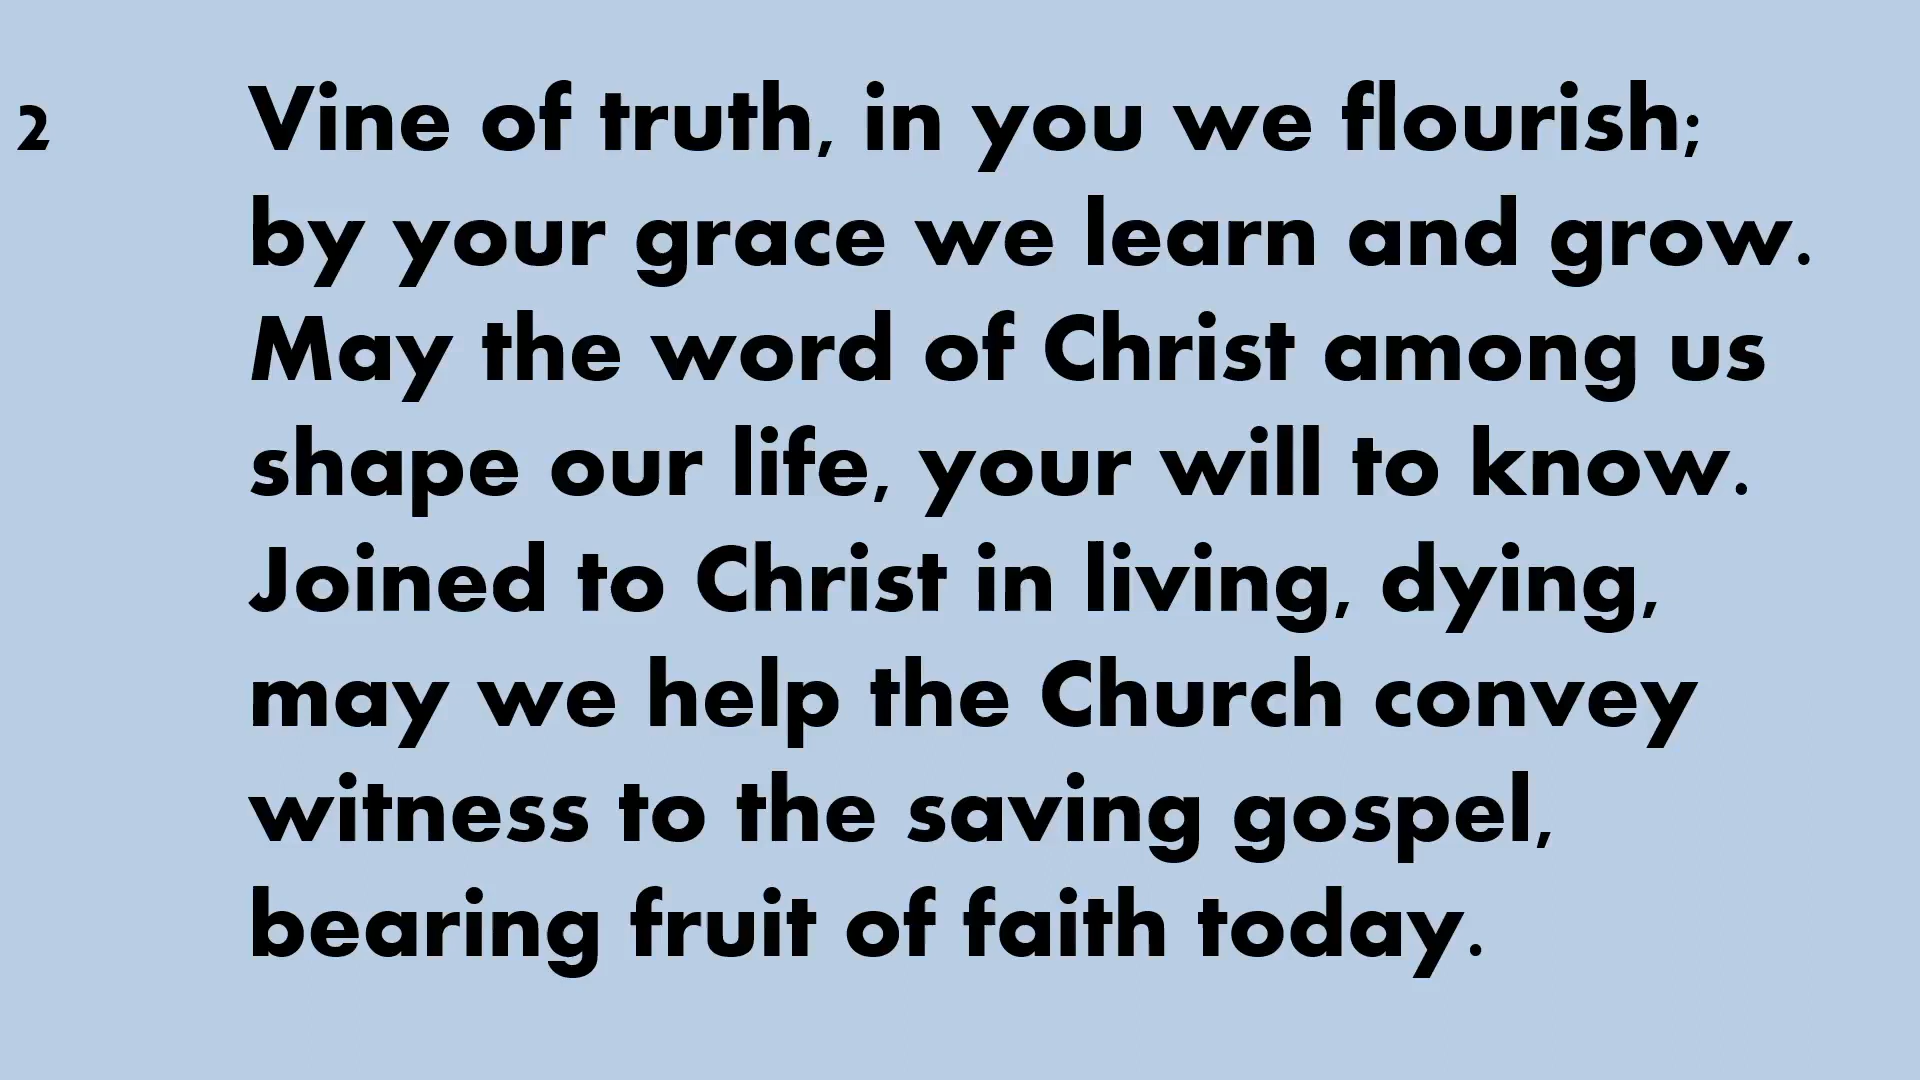 2 Vine of truth, in you we flourish;
by your grace we learn and grow.
May the word of Christ among us
shape our life, your will to know.
Joined to Christ in living, dying,
may we help the Church convey
witness to the saving gospel,
bearing fruit of faith today.